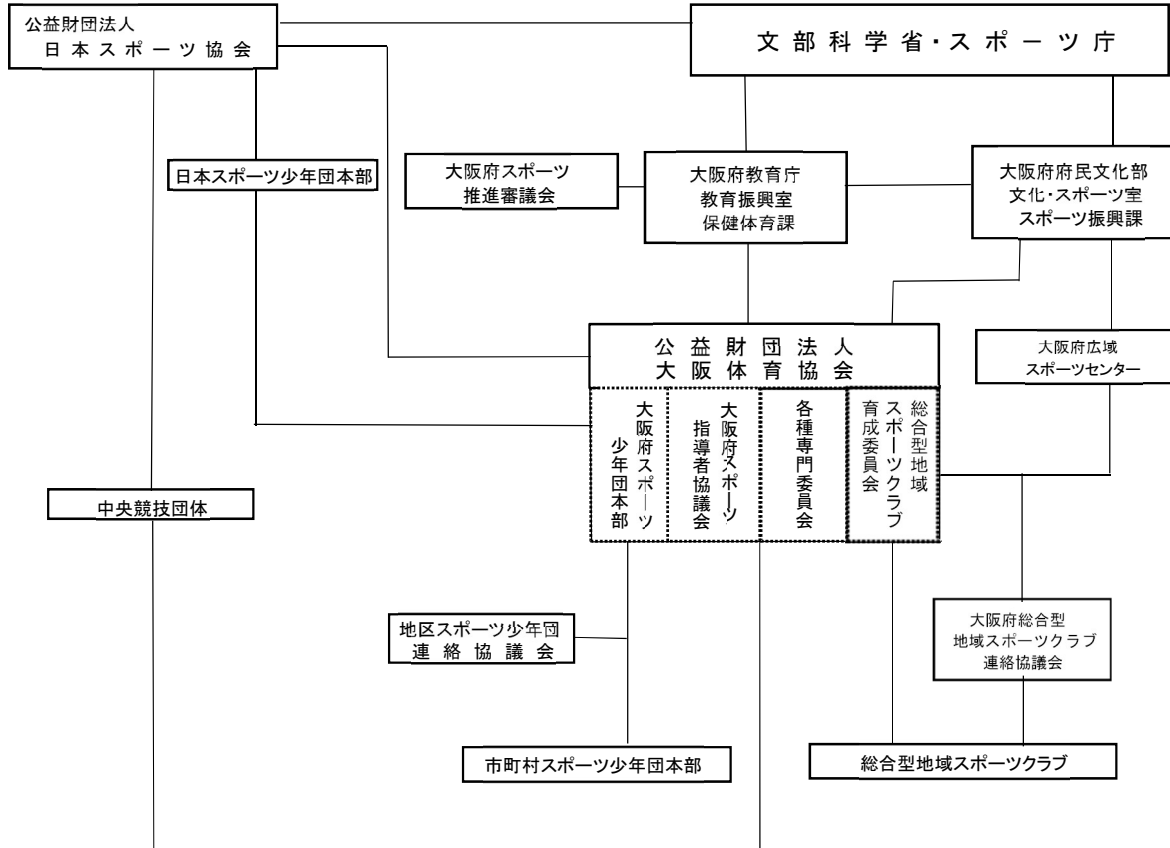 公益財団法人
日本スポーツ協会
文部科学省・スポーツ庁
日本スポーツ少年団本部
大阪府スポーツ
推進審議会
大阪府教育庁
教育振興室
保健体育課
大阪府府民文化部
文化・スポーツ室
スポーツ振興課
公益財団法人
大阪体育協会
大阪府広域
スポーツセンター
大阪府スポーツ
少年団本部
大阪府スポーツ
指導者協議会
各種専門委員会
総合型地域
スポーツクラブ
育成委員会
中央競技団体
地区スポーツ少年団
連絡協議会
大阪府総合型
地域スポーツクラブ
連絡協議会
市町村スポーツ少年団本部
総合型地域スポーツクラブ